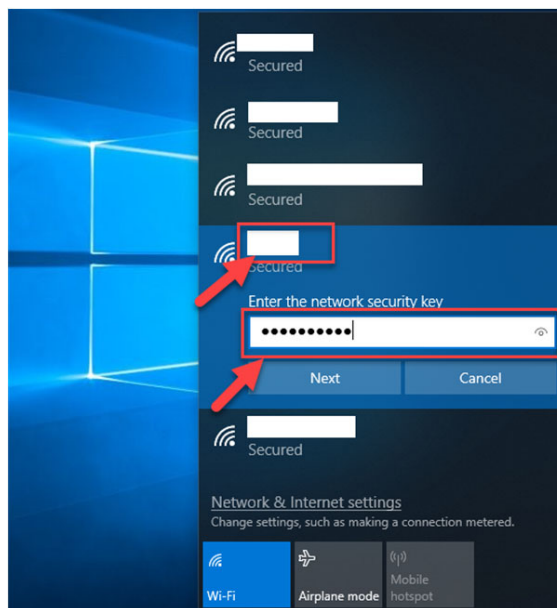 Secured
Secured
Secured
Secured
Enter the network security key
••••••••••
Next
Cancel
Secured
Network & Internet settings
Change settings, such as making a connection metered.
Wi-Fi
Airplane mode
Mobile
hotspot